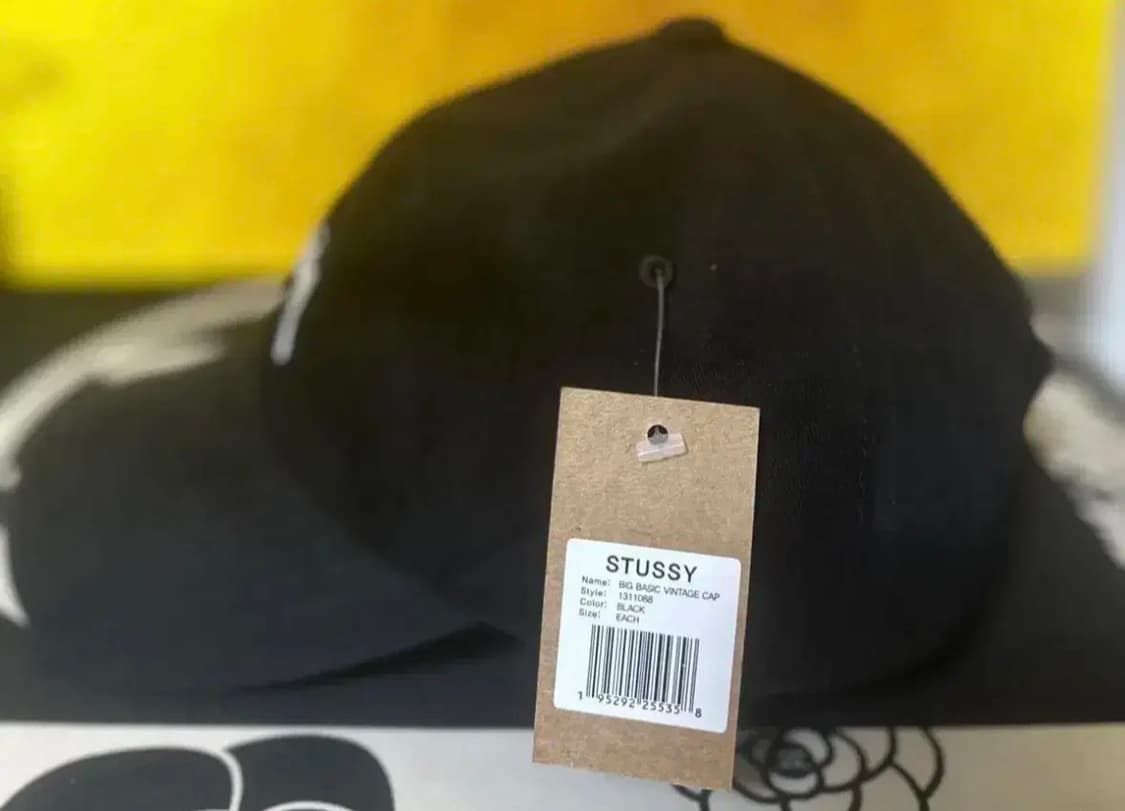 STUSSY
Name: BIG BASIC VINTAGE CAP
Style: 1311088
Color: BLACK
Size: EACH
1 95292 25535 8